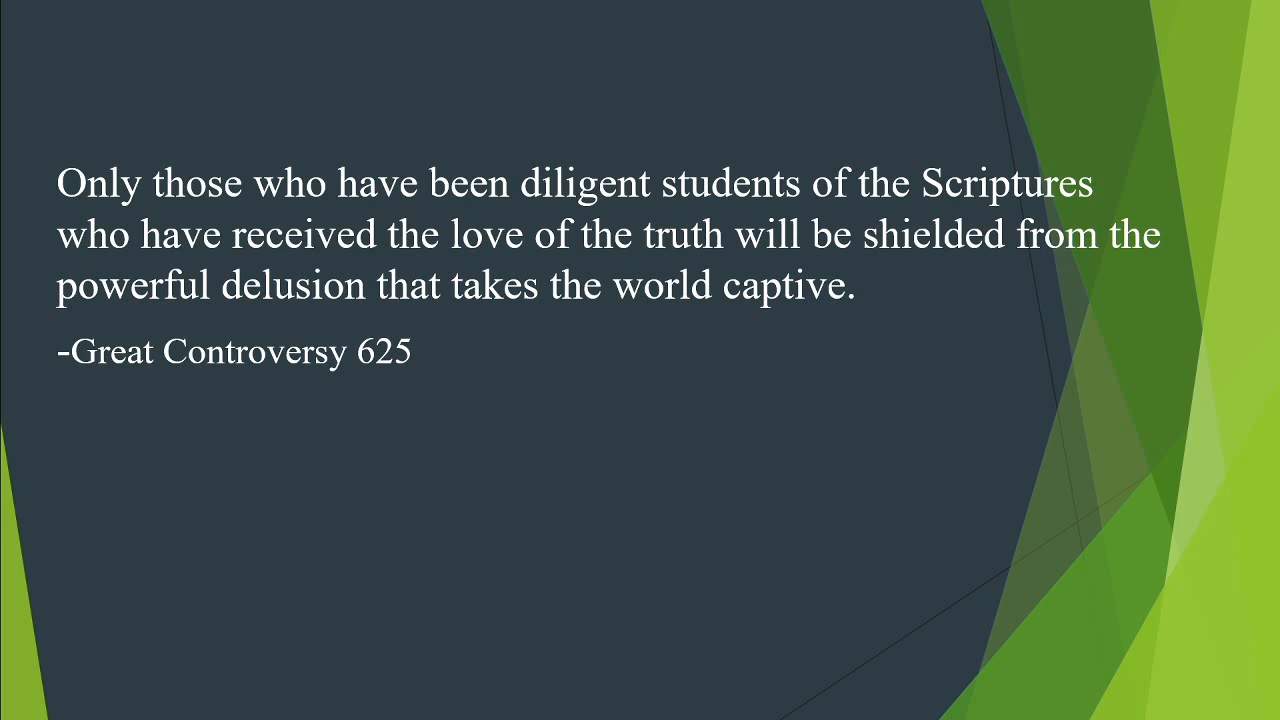 Only those who have been diligent students of the Scriptures
who have received the love of the truth will be shielded from the
powerful delusion that takes the world captive.
-Great Controversy 625